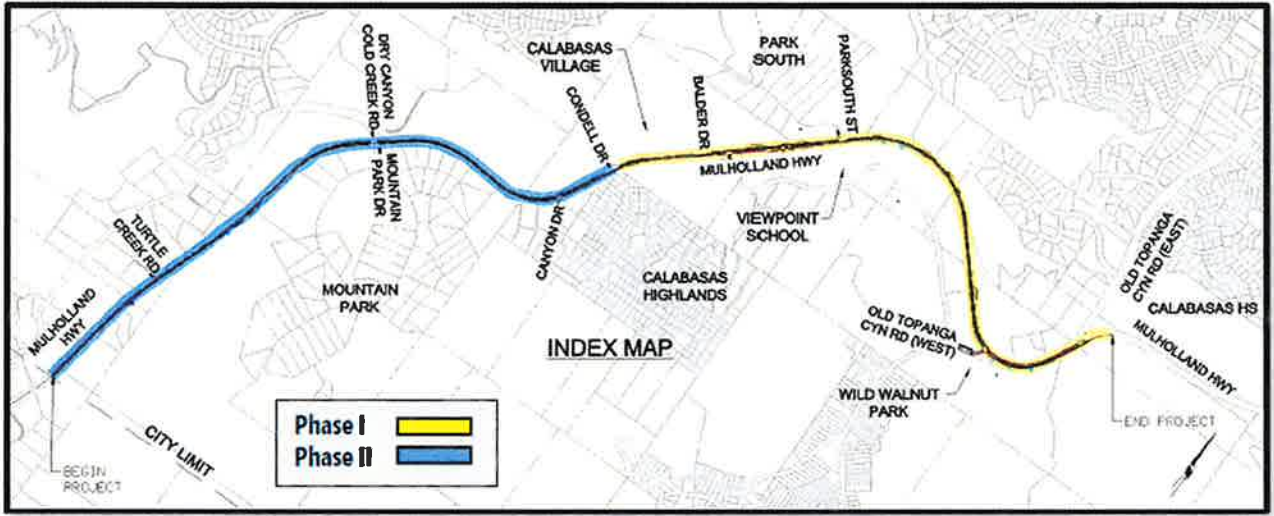 DRY CANYON
COLD CREEK RD
MOUNTAIN
PARK DR
CALABASAS
VILLAGE
CONDELL DR
BALDER DR
PARK
SOUTH
PARKSOUTH ST
MULHOLLAND HWY
VIEWPOINT
SCHOOL
CANYON DR
CALABASAS
HIGHLANDS
TURTLE
CREEK RD
MOUNTAIN
PARK
MULHOLLAND
HWY
OLD TOPANGA
CYN RD (EAST)
CALABASAS HS
MULHOLLAND HWY
OLD TOPANGA
CYN RD (WEST)
WILD WALNUT
PARK
INDEX MAP
Phase I
Phase II
CITY LIMIT
BEGIN
PROJECT
END PROJECT